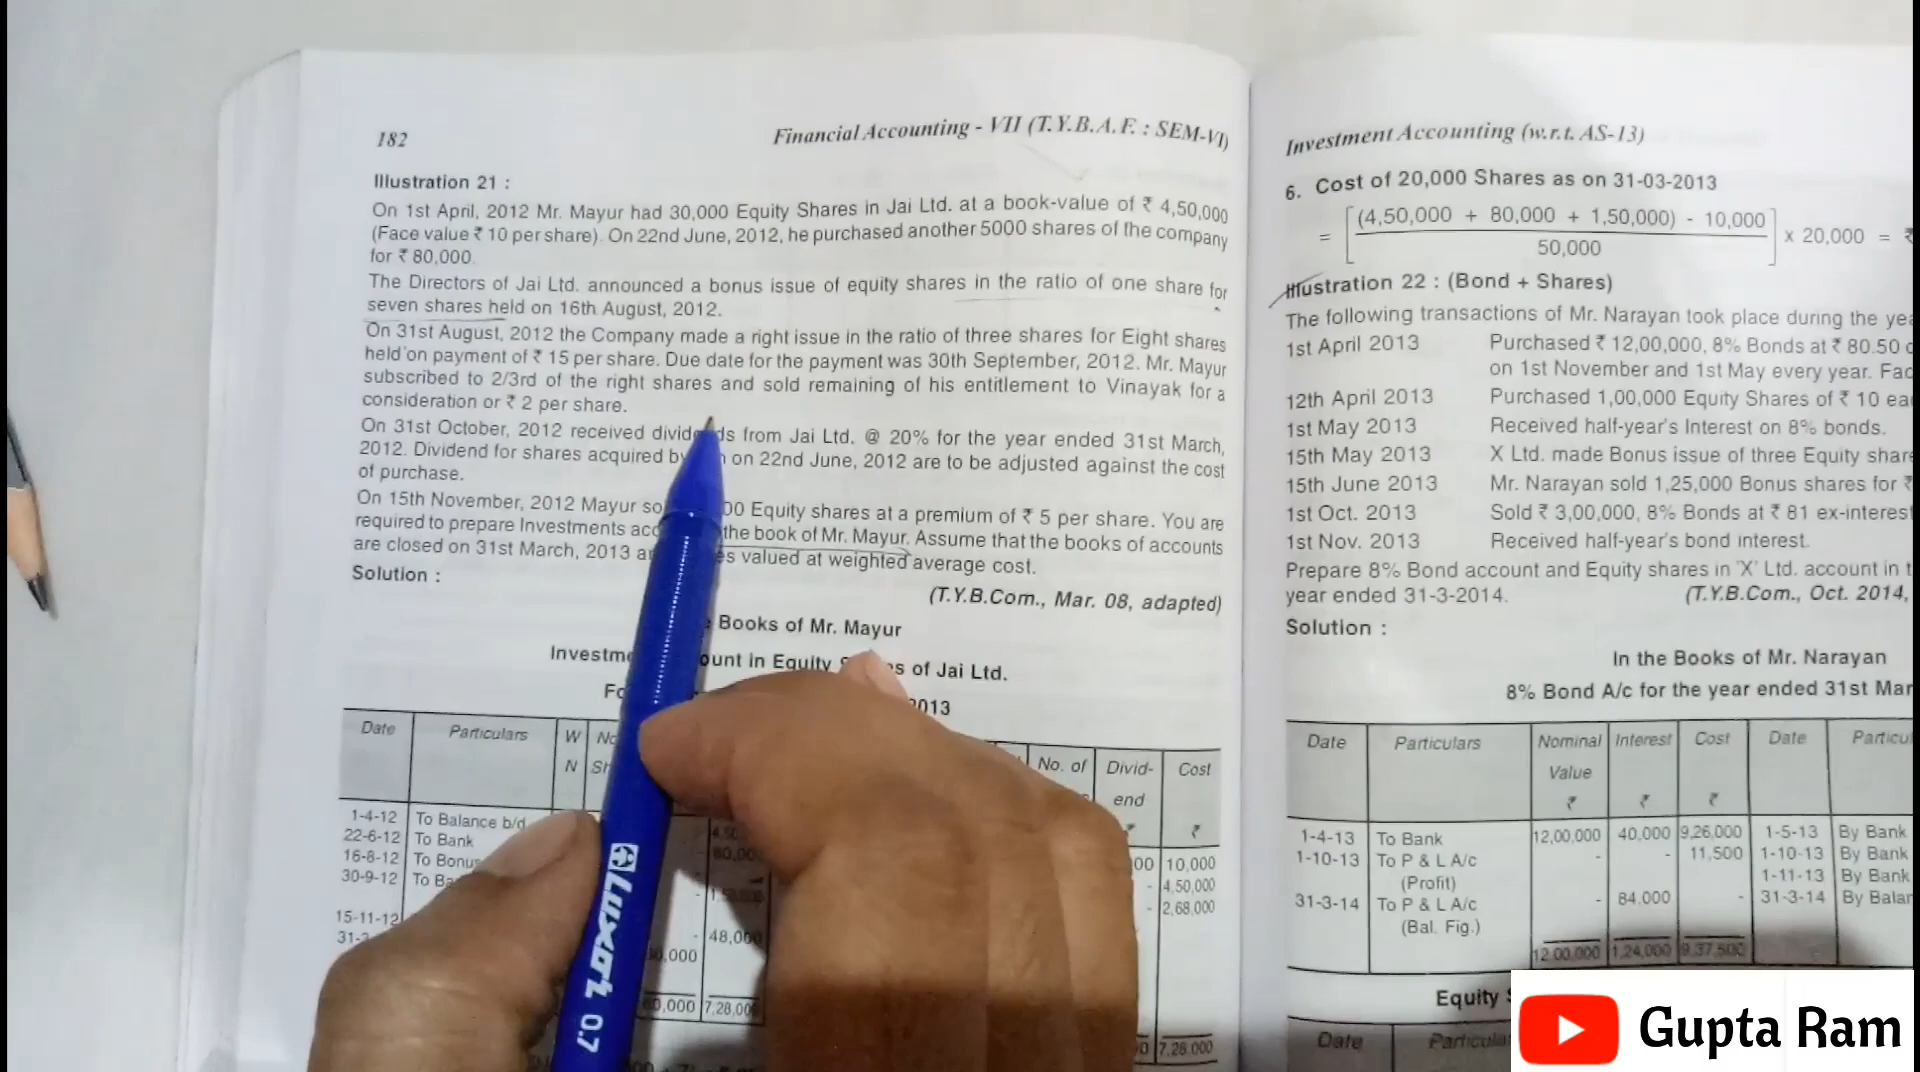 182
Financial Accounting - VII (T.Y.B.A.F. : SEM-VI)
Illustration 21 :
On 1st April, 2012 Mr. Mayur had 30,000 Equity Shares in Jai Ltd. at a book-value of ₹ 4,50,000
(Face value ₹ 10 per share). On 22nd June, 2012, he purchased another 5000 shares of the company
for ₹ 80,000.
The Directors of Jai Ltd. announced a bonus issue of equity shares in the ratio of one share for
seven shares held on 16th August, 2012.
On 31st August, 2012 the Company made a right issue in the ratio of three shares for Eight shares
held on payment of ₹ 15 per share. Due date for the payment was 30th September, 2012. Mr. Mayur
subscribed to 2/3rd of the right shares and sold remaining of his entitlement to Vinayak for a
consideration or ₹ 2 per share.
On 31st October, 2012 received dividends from Jai Ltd. @ 20% for the year ended 31st March,
2012. Dividend for shares acquired on 22nd June, 2012 are to be adjusted against the cost
of purchase.
On 15th November, 2012 Mayur Equity shares at a premium of ₹ 5 per share. You are
required to prepare Investments the book of Mr. Mayur. Assume that the books of accounts
are closed on 31st March, 2013 valued at weighted average cost.
Solution :
(T.Y.B.Com., Mar. 08, adapted)
Books of Mr. Mayur
in Equity of Jai Ltd.
2013
Date Particulars W N No. of Divid-end Cost ₹
1-4-12 To Balance b/d
22-6-12 To Bank 80,000 10,000
16-8-12 To 4,50,000
30-9-12 To 2,68,000
15-11-12 48,000
7,28,000 7,28,000
Investment Accounting (w.r.t. AS-13)
6. Cost of 20,000 Shares as on 31-03-2013
= [(4,50,000 + 80,000 + 1,50,000) - 10,000
50,000] x 20,000 = ₹
Illustration 22 : (Bond + Shares)
The following transactions of Mr. Narayan took place during the
1st April 2013 Purchased ₹ 12,00,000, 8% Bonds at ₹ 80.50
on 1st November and 1st May every year.
12th April 2013 Purchased 1,00,000 Equity Shares of ₹ 10
1st May 2013 Received half-year's Interest on 8% bonds.
15th May 2013 X Ltd. made Bonus issue of three Equity
15th June 2013 Mr. Narayan sold 1,25,000 Bonus shares for ₹
1st Oct. 2013 Sold ₹ 3,00,000, 8% Bonds at ₹ 81 ex-interest
1st Nov. 2013 Received half-year's bond interest.
Prepare 8% Bond account and Equity shares in 'X' Ltd. account in
year ended 31-3-2014. (T.Y.B.Com., Oct. 2014,
Solution :
In the Books of Mr. Narayan
8% Bond A/c for the year ended 31st
Date Particulars Nominal Interest Cost Date
Value
₹ ₹ ₹
1-4-13 To Bank 12,00,000 40,000 9,26,000 1-5-13 By Bank
1-10-13 To P & L A/c - - 11,500 1-10-13 By Bank
(Profit) 1-11-13 By Bank
31-3-14 To P & L A/c - 84,000 - 31-3-14 By
(Bal. Fig.)
12,00,000 1,24,000 9,37,500
Equity
Date
Gupta Ram
LUXOR 0.7